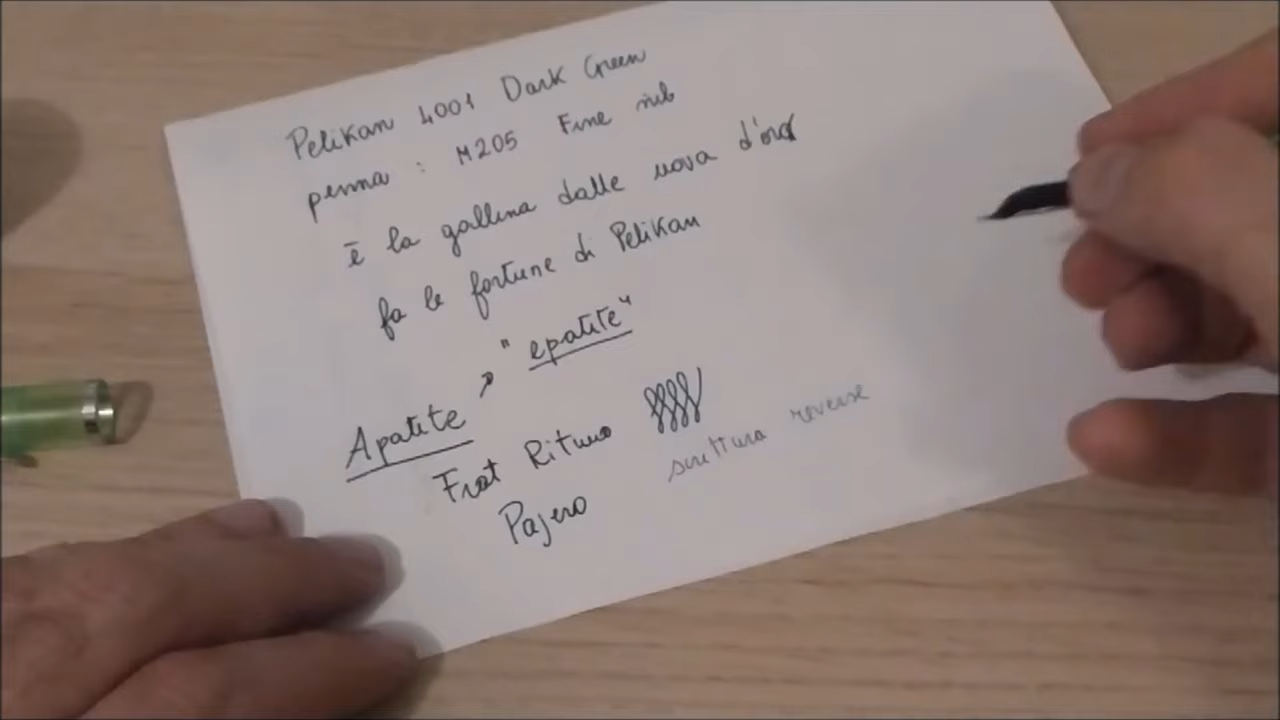 Pelikan 4001 Dark Green
penna : M205 Fine nib
è la gallina dalle uova d'oro
fa le fortune di Pelikan
"epatite"
Apatite
Fiat Ritmo
Pajero
scrittura reverse